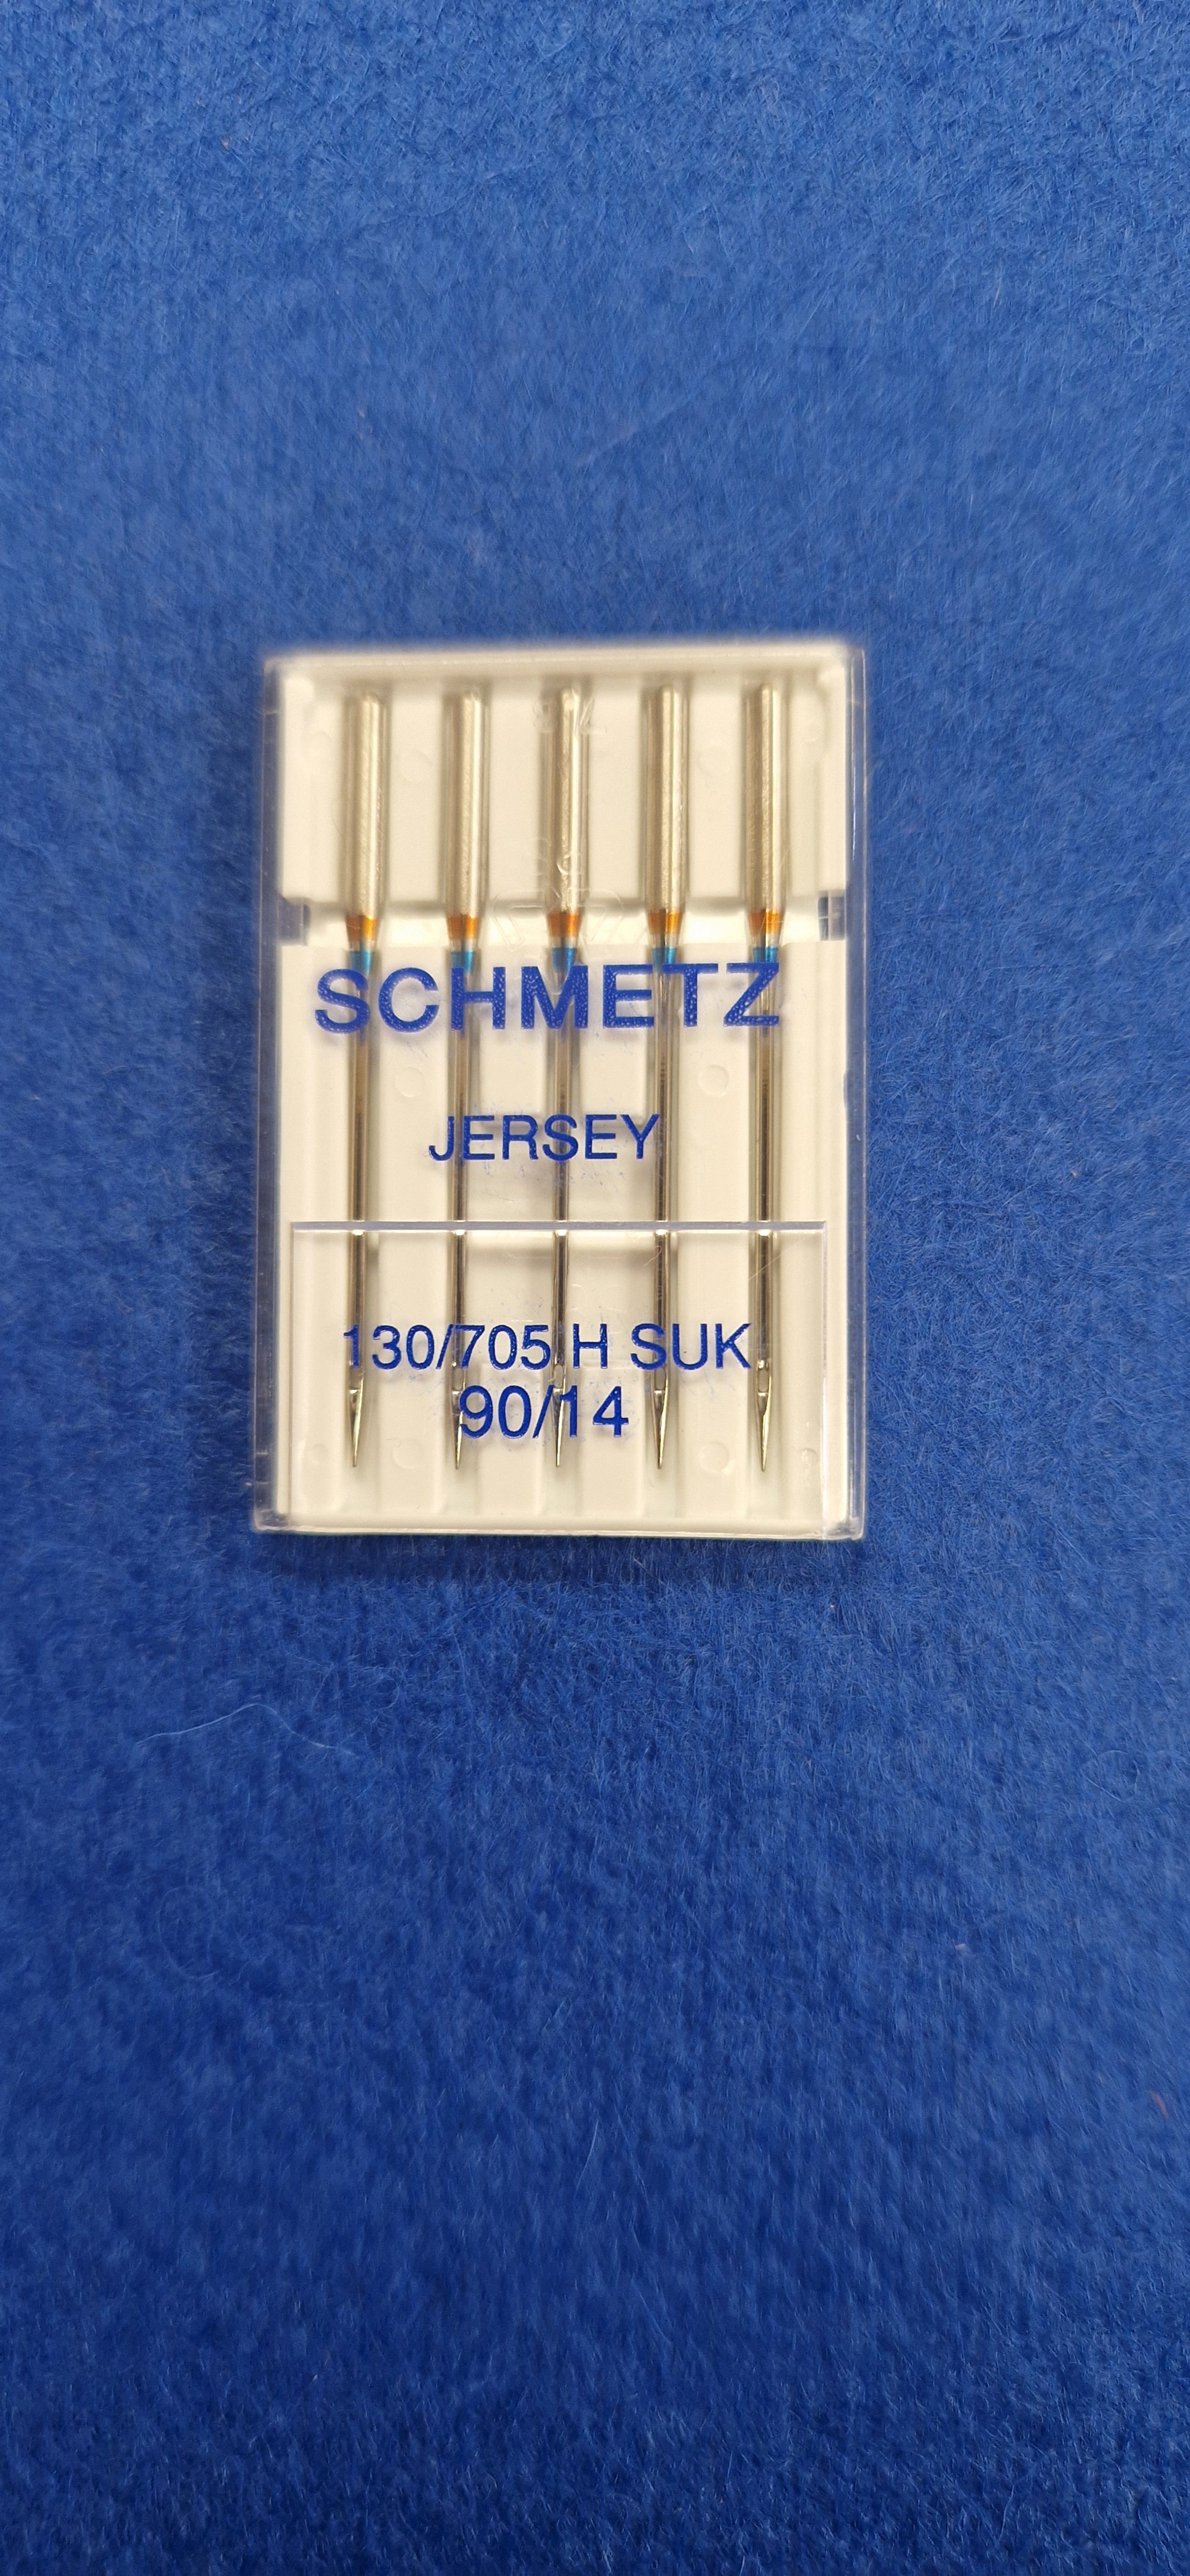 SCHMETZ
JERSEY
130/705 H SUK
90/14